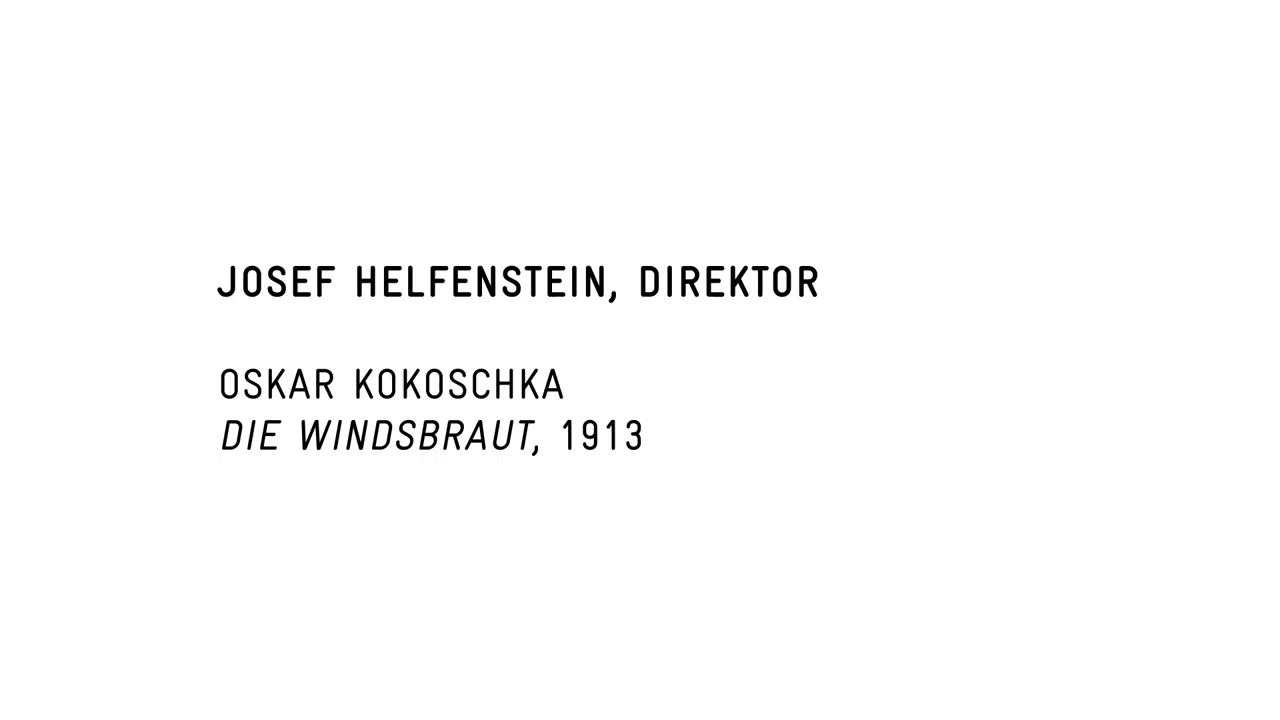 JOSEF HELFENSTEIN, DIREKTOR
OSKAR KOKOSCHKA
DIE WINDSBRAUT, 1913